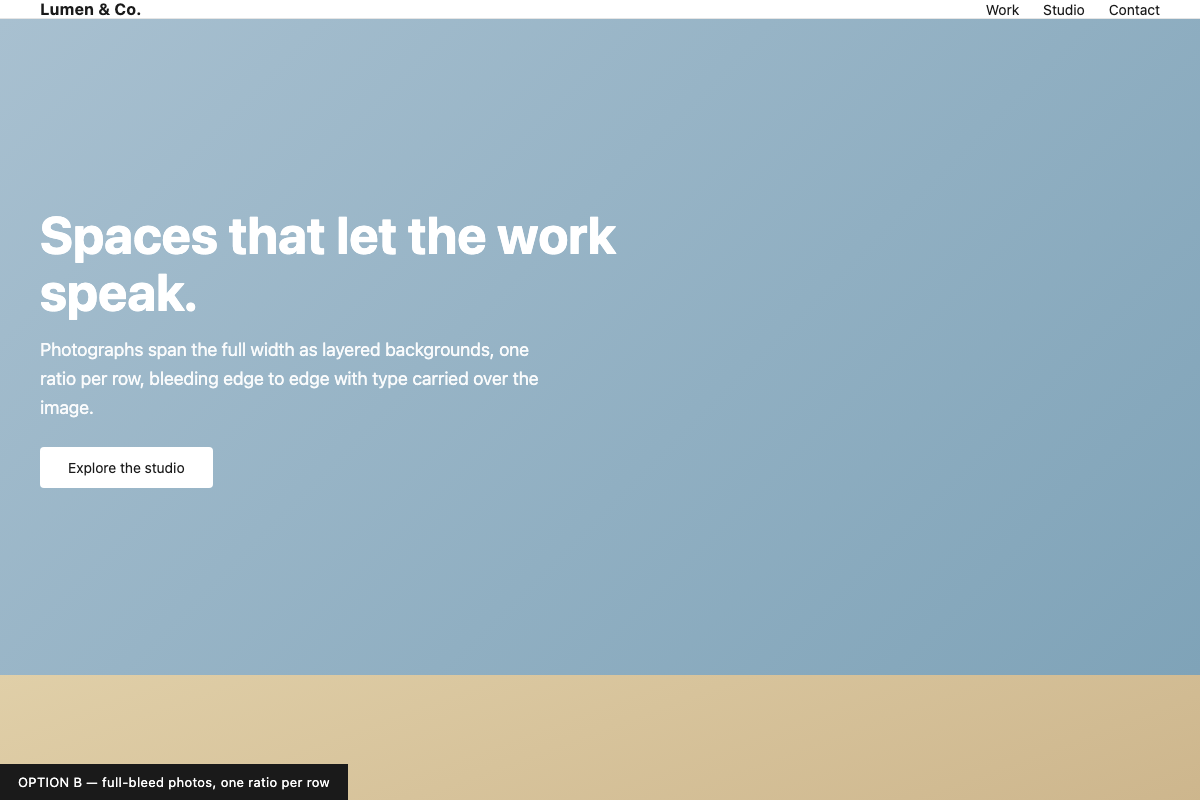 Lumen & Co.
Work Studio Contact
Spaces that let the work
speak.
Photographs span the full width as layered backgrounds, one
ratio per row, bleeding edge to edge with type carried over the
image.
Explore the studio
OPTION B — full-bleed photos, one ratio per row